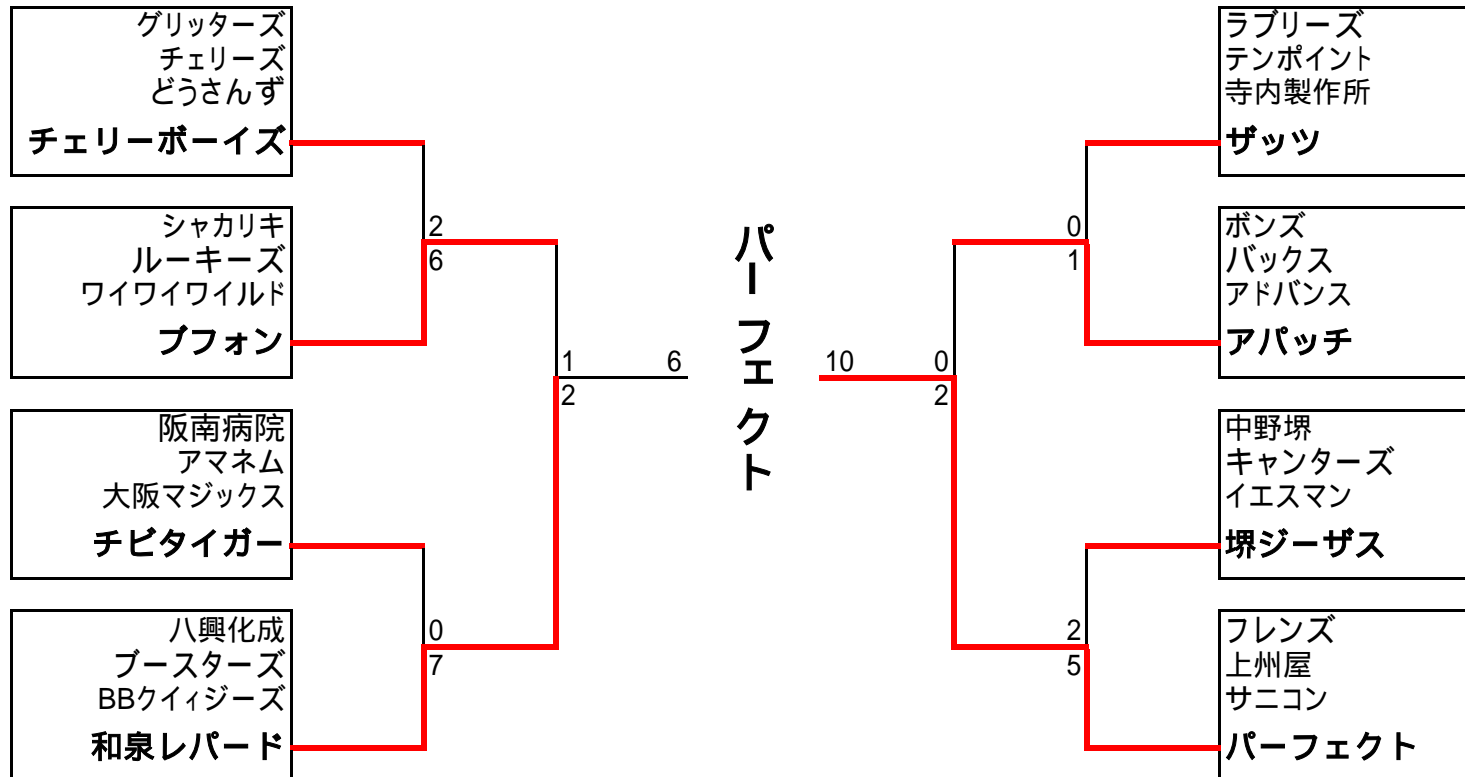 グリッターズ
チェリーズ
どうさんず
チェリーボーイズ
シャカリキ
ルーキーズ
ワイワイワイルド
ブフォン
阪南病院
アマネム
大阪マジックス
チビタイガー
八興化成
ブースターズ
BBクイィジーズ
和泉レパード
2
6
0
7
1
2
6
パーフェクト
10
0
2
0
1
2
5
ラブリーズ
テンポイント
寺内製作所
ザッツ
ボンズ
バックス
アドバンス
アパッチ
中野堺
キャンターズ
イエスマン
堺ジーザス
フレンズ
上州屋
サニコン
パーフェクト